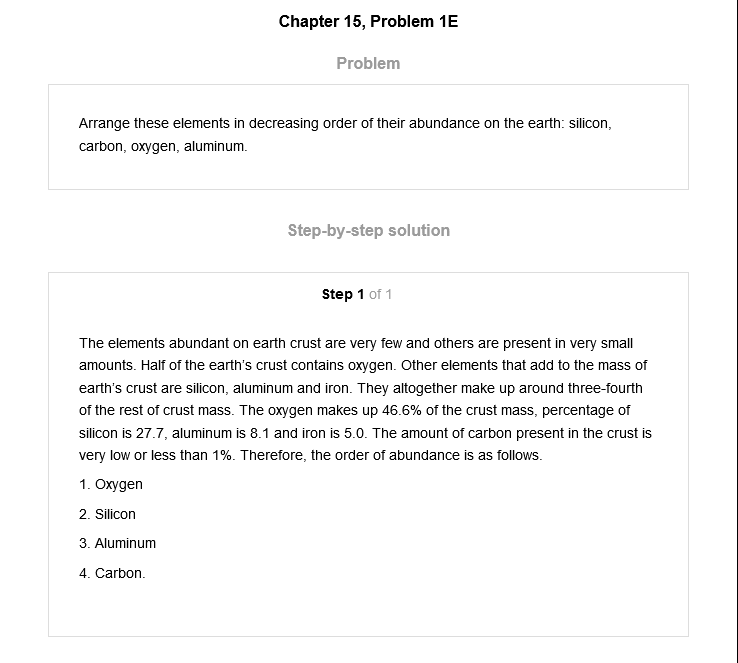 Chapter 15, Problem 1E
Problem
Arrange these elements in decreasing order of their abundance on the earth: silicon,
carbon, oxygen, aluminum.
Step-by-step solution
Step 1 of 1
The elements abundant on earth crust are very few and others are present in very small
amounts. Half of the earth's crust contains oxygen. Other elements that add to the mass of
earth's crust are silicon, aluminum and iron. They altogether make up around three-fourth
of the rest of crust mass. The oxygen makes up 46.6% of the crust mass, percentage of
silicon is 27.7, aluminum is 8.1 and iron is 5.0. The amount of carbon present in the crust is
very low or less than 1%. Therefore, the order of abundance is as follows.
1. Oxygen
2. Silicon
3. Aluminum
4. Carbon.